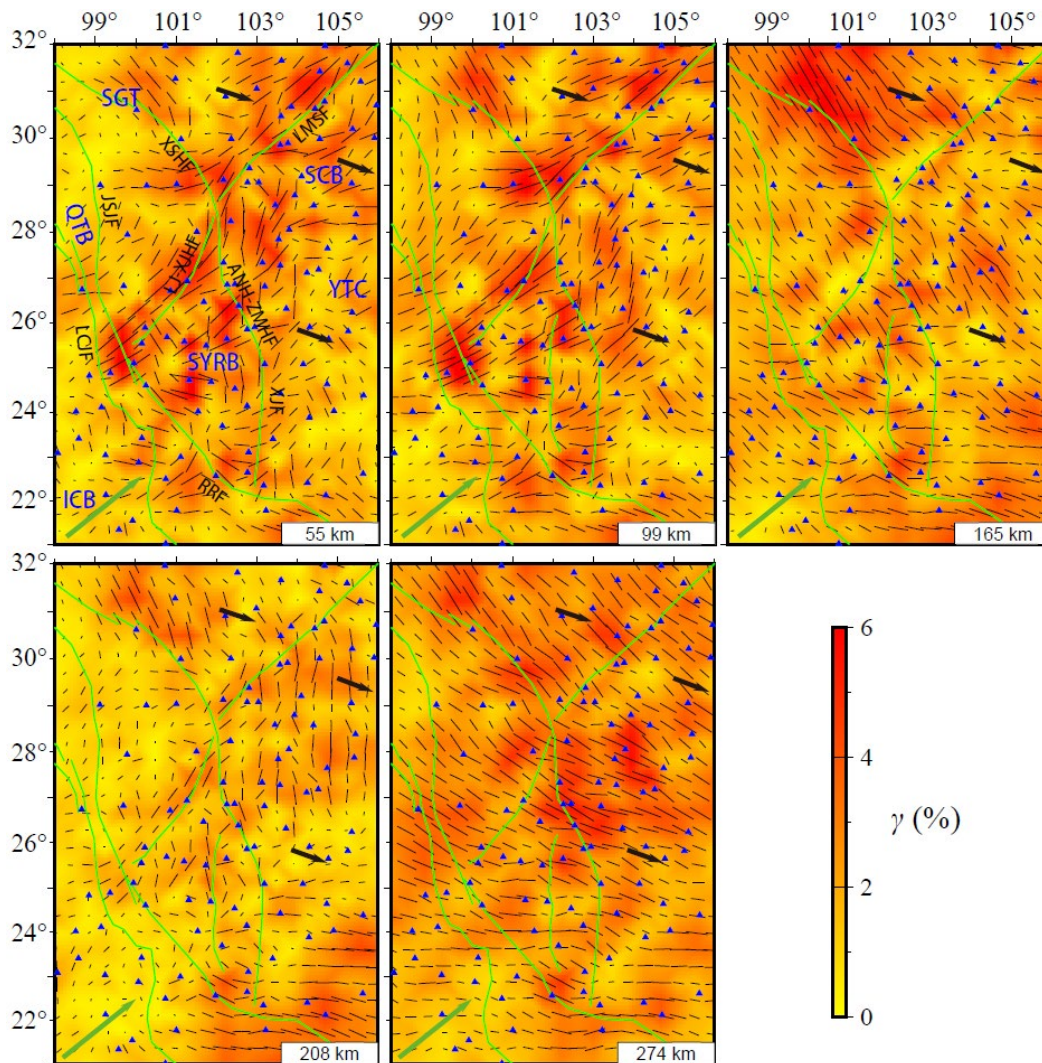 99° 101° 103° 105° 99° 101° 103° 105° 99° 101° 103° 105°
32°
SGT
30°
XSHF
LMSF
SCB
28°
JSJF
QTB
LJ-XJHF
ANH-ZMHF
YTC
26°
LCJF
SYRB
24°
XJF
22°
ICB
RRF
55 km
99 km
165 km
32°
30°
28°
26°
24°
22°
208 km
274 km
6
4
γ (%)
2
0